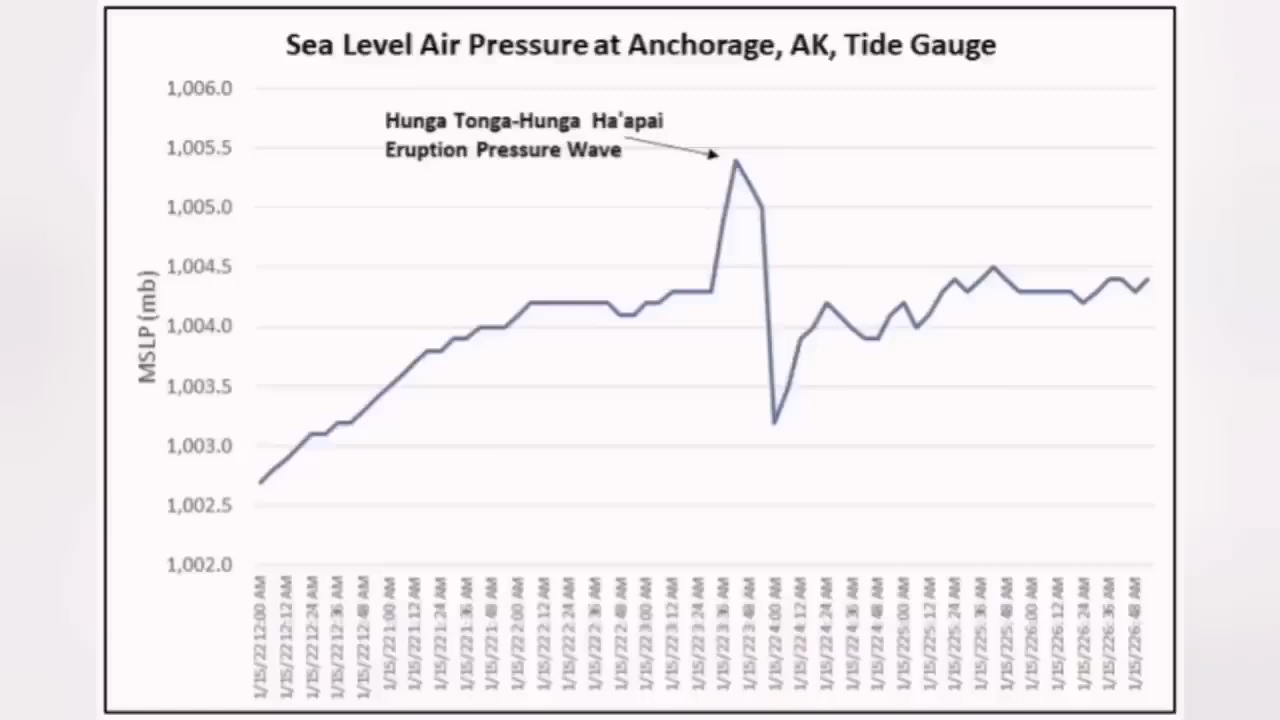 Sea Level Air Pressure at Anchorage, AK, Tide Gauge
1,006.0
Hunga Tonga-Hunga Ha'apai
Eruption Pressure Wave
1,005.5
1,005.0
1,004.5
1,004.0
1,003.5
1,003.0
1,002.5
1,002.0
MSLP (mb)
1/15/22 12:00 AM
1/15/22 12:12 AM
1/15/22 12:24 AM
1/15/22 12:36 AM
1/15/22 12:48 AM
1/15/22 1:00 AM
1/15/22 1:12 AM
1/15/22 1:24 AM
1/15/22 1:36 AM
1/15/22 1:48 AM
1/15/22 2:00 AM
1/15/22 2:12 AM
1/15/22 2:24 AM
1/15/22 2:36 AM
1/15/22 2:48 AM
1/15/22 3:00 AM
1/15/22 3:12 AM
1/15/22 3:24 AM
1/15/22 3:36 AM
1/15/22 3:48 AM
1/15/22 4:00 AM
1/15/22 4:12 AM
1/15/22 4:24 AM
1/15/22 4:36 AM
1/15/22 4:48 AM
1/15/22 5:00 AM
1/15/22 5:12 AM
1/15/22 5:24 AM
1/15/22 5:36 AM
1/15/22 5:48 AM
1/15/22 6:00 AM
1/15/22 6:12 AM
1/15/22 6:24 AM
1/15/22 6:36 AM
1/15/22 6:48 AM